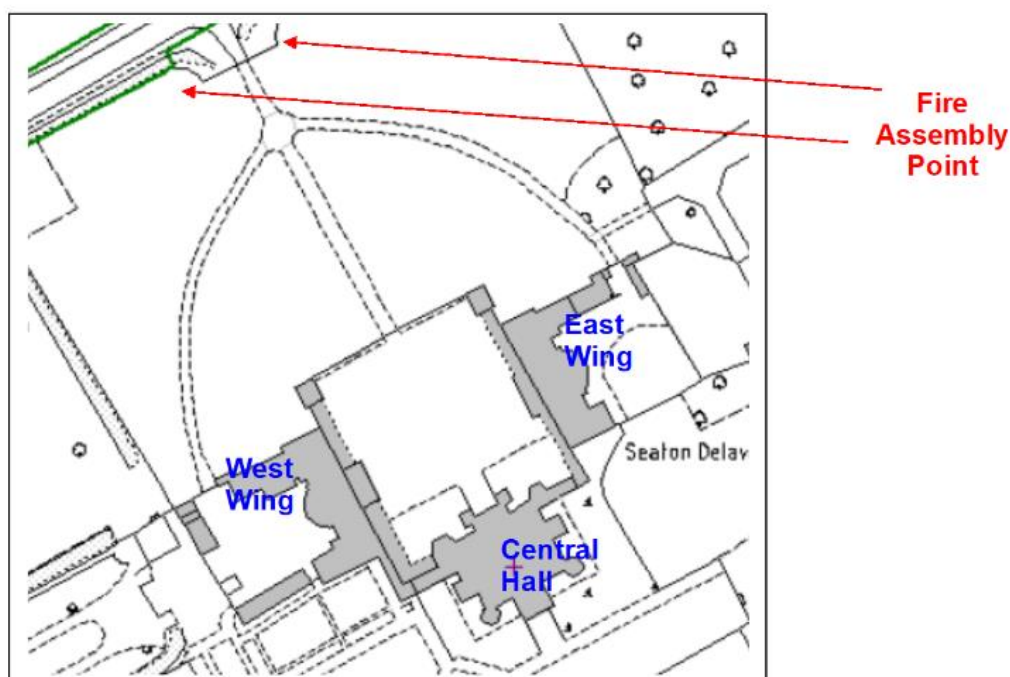 Fire
Assembly
Point
East
Wing
Seaton Delav
West
Wing
Central
Hall